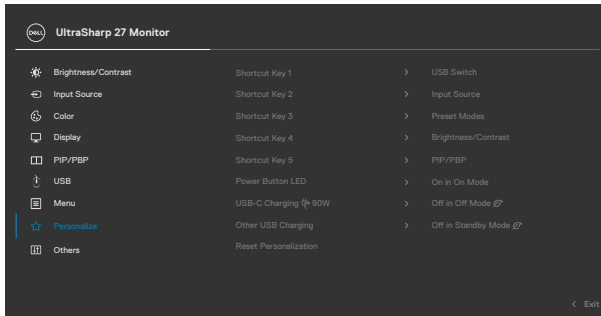 DELL UltraSharp 27 Monitor
Brightness/Contrast Shortcut Key 1 > USB Switch
Input Source Shortcut Key 2 > Input Source
Color Shortcut Key 3 > Preset Modes
Display Shortcut Key 4 > Brightness/Contrast
PIP/PBP Shortcut Key 5 > PIP/PBP
USB Power Button LED > On in On Mode
Menu USB-C Charging 90W > Off in Off Mode
Personalize Other USB Charging > Off in Standby Mode
Others Reset Personalization
< Exit